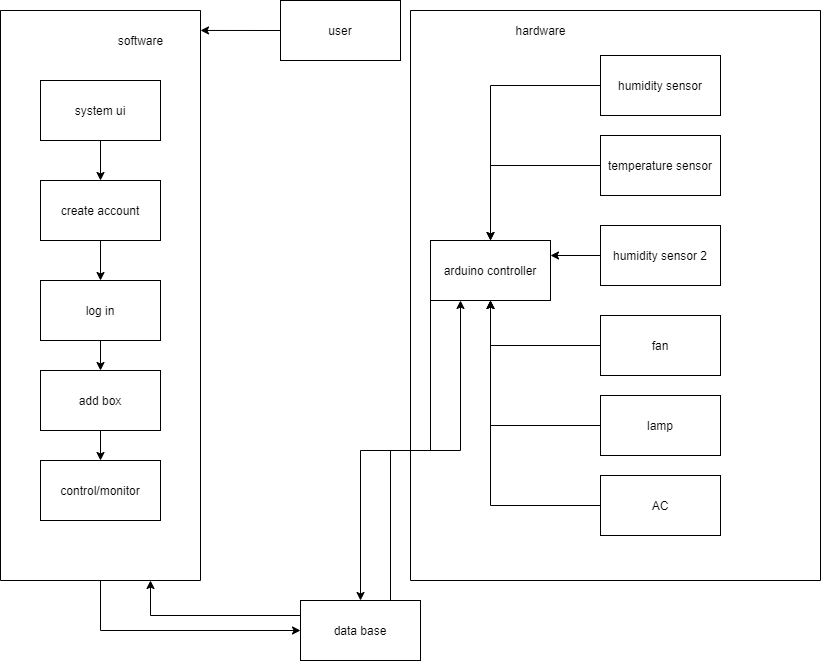 user
software
system ui
create account
log in
add box
control/monitor
hardware
humidity sensor
temperature sensor
humidity sensor 2
arduino controller
fan
lamp
AC
data base